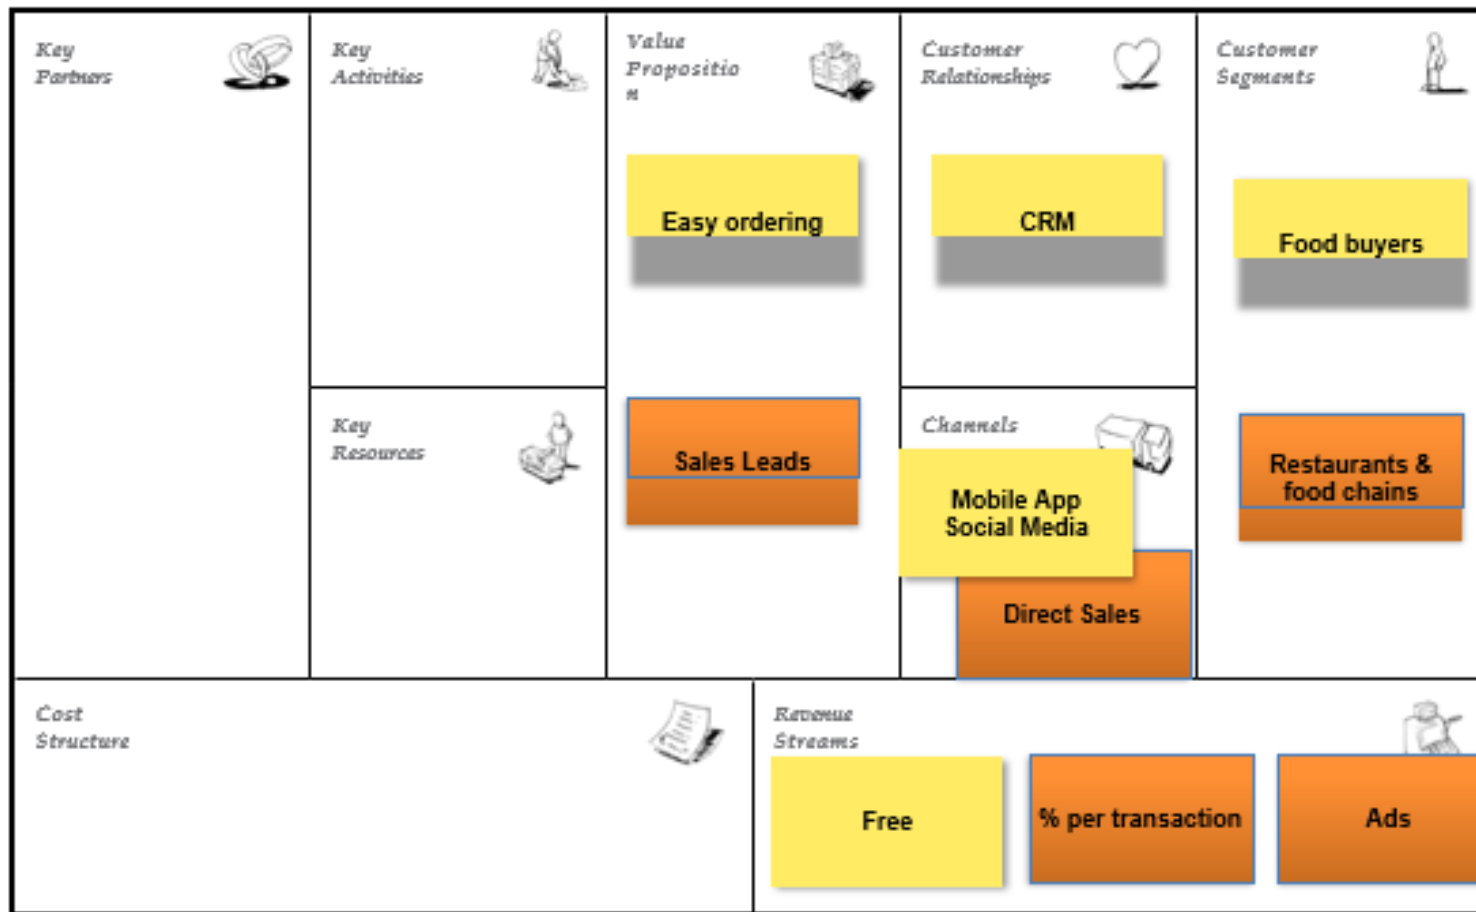 Key
Partners
Key
Activities
Value
Propositio
n
Customer
Relationships
Customer
Segments
Easy ordering
CRM
Food buyers
Key
Resources
Sales Leads
Channels
Mobile App
Social Media
Direct Sales
Restaurants &
food chains
Cost
Structure
Revenue
Streams
Free
% per transaction
Ads